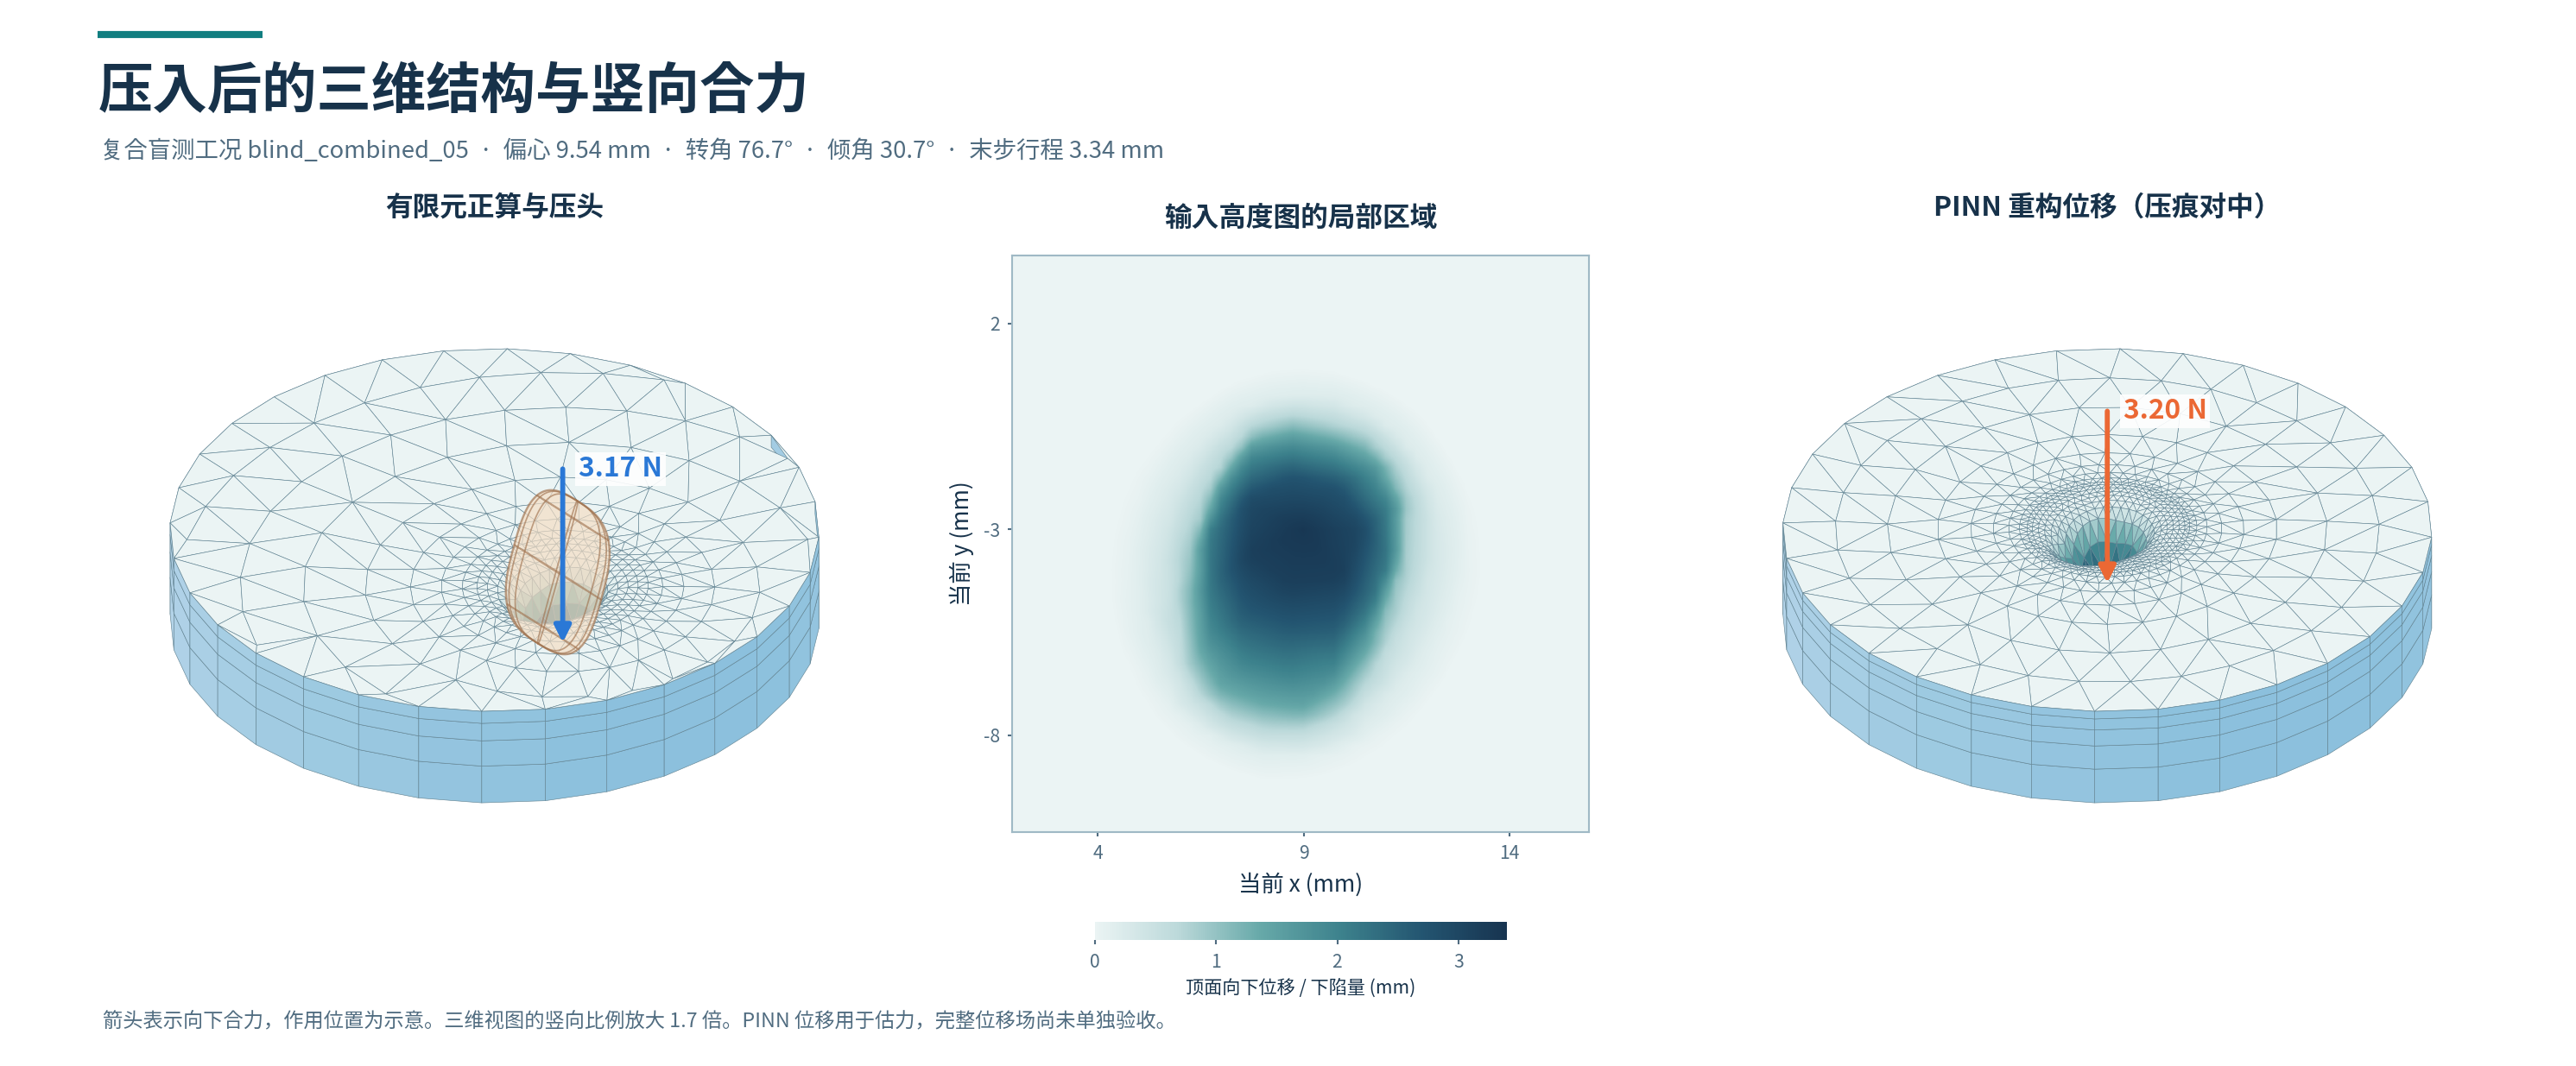 压入后的三维结构与竖向合力
复合盲测工况 blind_combined_05 · 偏心 9.54 mm · 转角 76.7° · 倾角 30.7° · 末步行程 3.34 mm
有限元正算与压头
3.17 N
输入高度图的局部区域
当前 y (mm)
2
-3
-8
4 9 14
当前 x (mm)
0 1 2 3
顶面向下位移 / 下陷量 (mm)
PINN 重构位移（压痕对中）
3.20 N
箭头表示向下合力，作用位置为示意。三维视图的竖向比例放大 1.7 倍。PINN 位移用于估力，完整位移场尚未单独验收。